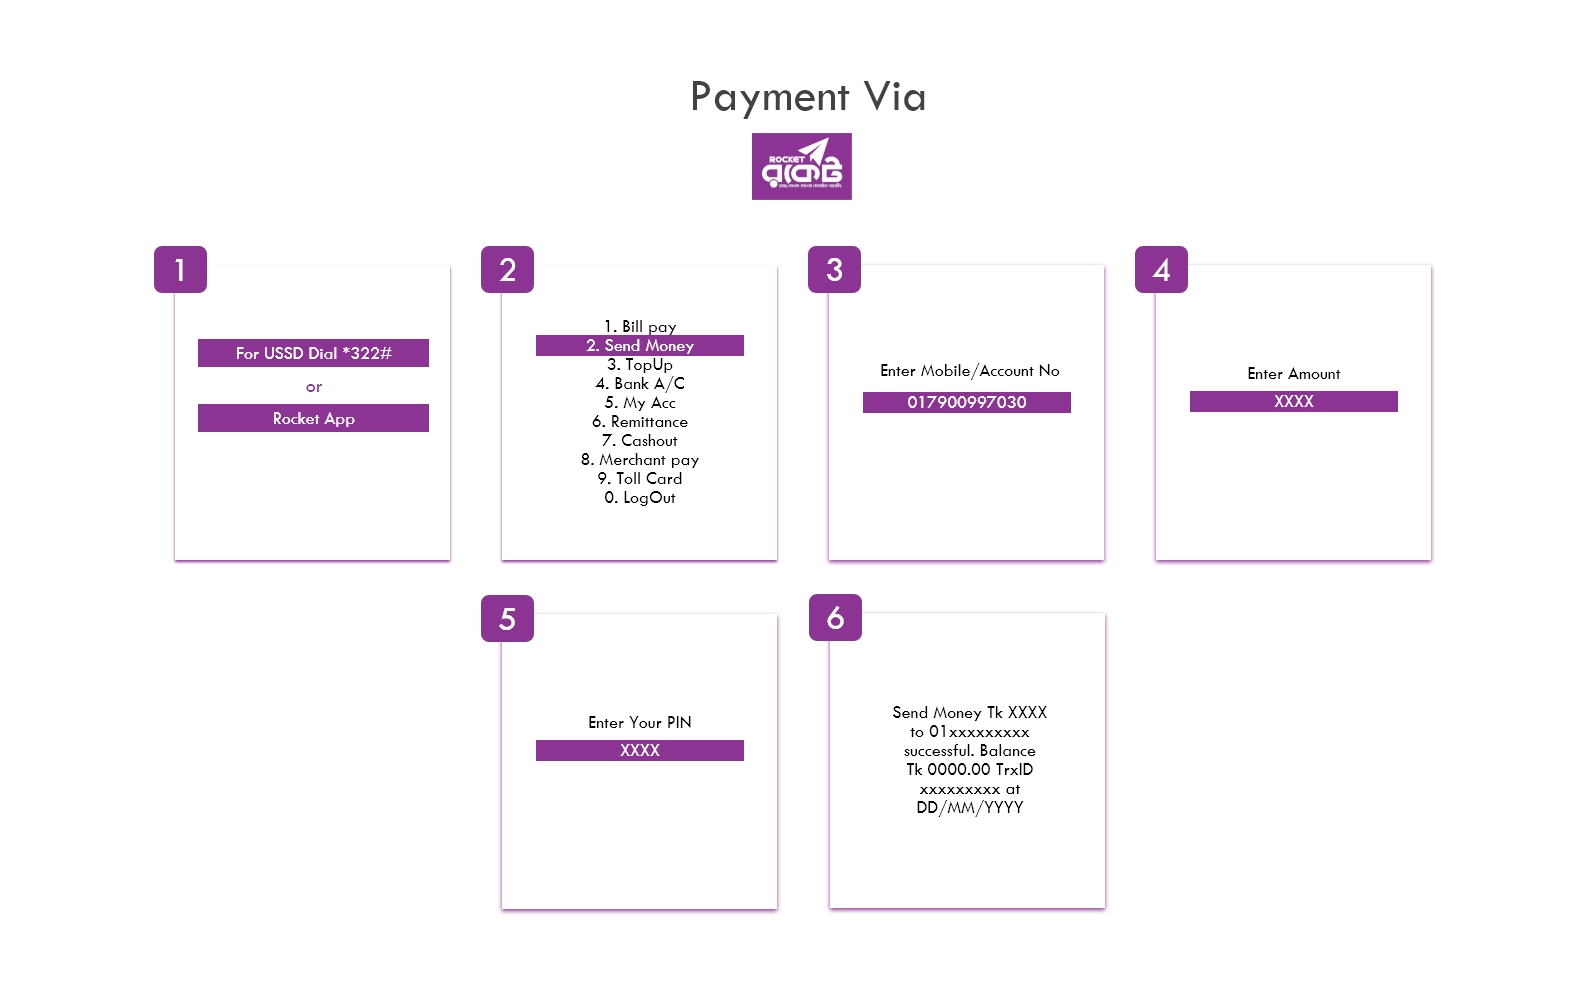 Payment Via
ROCKET
রকেট
1
For USSD Dial *322#
or
Rocket App
2
1. Bill pay
2. Send Money
3. TopUp
4. Bank A/C
5. My Acc
6. Remittance
7. Cashout
8. Merchant pay
9. Toll Card
0. LogOut
3
Enter Mobile/Account No
017900997030
4
Enter Amount
XXXX
5
Enter Your PIN
XXXX
6
Send Money Tk XXXX
to 01xxxxxxxxx
successful. Balance
Tk 0000.00 TrxID
xxxxxxxxx at
DD/MM/YYYY